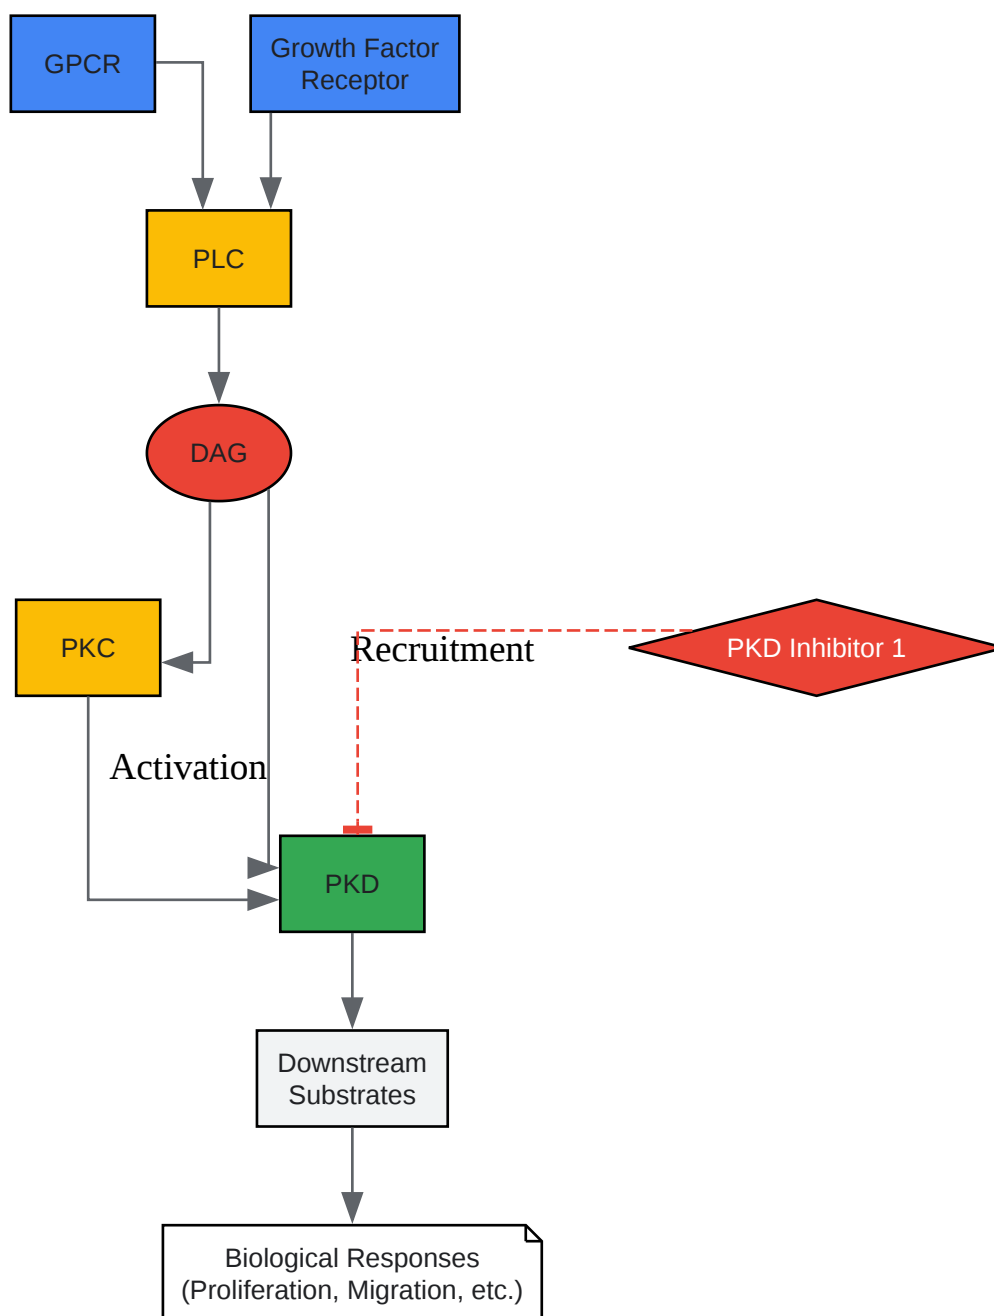 GPCR
Growth Factor
Receptor
PLC
DAG
PKC
Recruitment
PKD Inhibitor 1
Activation
PKD
Downstream
Substrates
Biological Responses
(Proliferation, Migration, etc.)